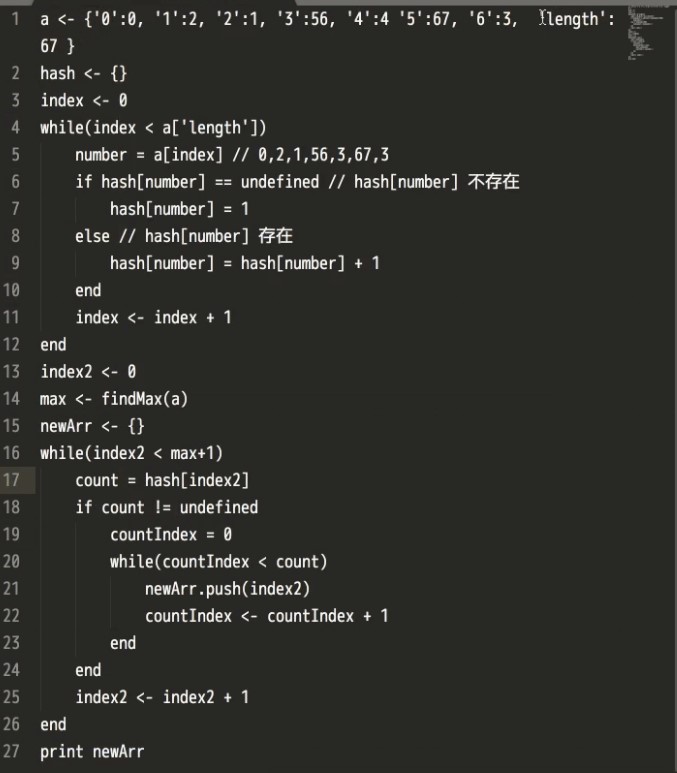 1 a <- {'0':0, '1':2, '2':1, '3':56, '4':4 '5':67, '6':3, 'length':
67 }
2 hash <- {}
3 index <- 0
4 while(index < a['length'])
5 number = a[index] // 0,2,1,56,3,67,3
6 if hash[number] == undefined // hash[number] 不存在
7 hash[number] = 1
8 else // hash[number] 存在
9 hash[number] = hash[number] + 1
10 end
11 index <- index + 1
12 end
13 index2 <- 0
14 max <- findMax(a)
15 newArr <- {}
16 while(index2 < max+1)
17 count = hash[index2]
18 if count != undefined
19 countIndex = 0
20 while(countIndex < count)
21 newArr.push(index2)
22 countIndex <- countIndex + 1
23 end
24 end
25 index2 <- index2 + 1
26 end
27 print newArr